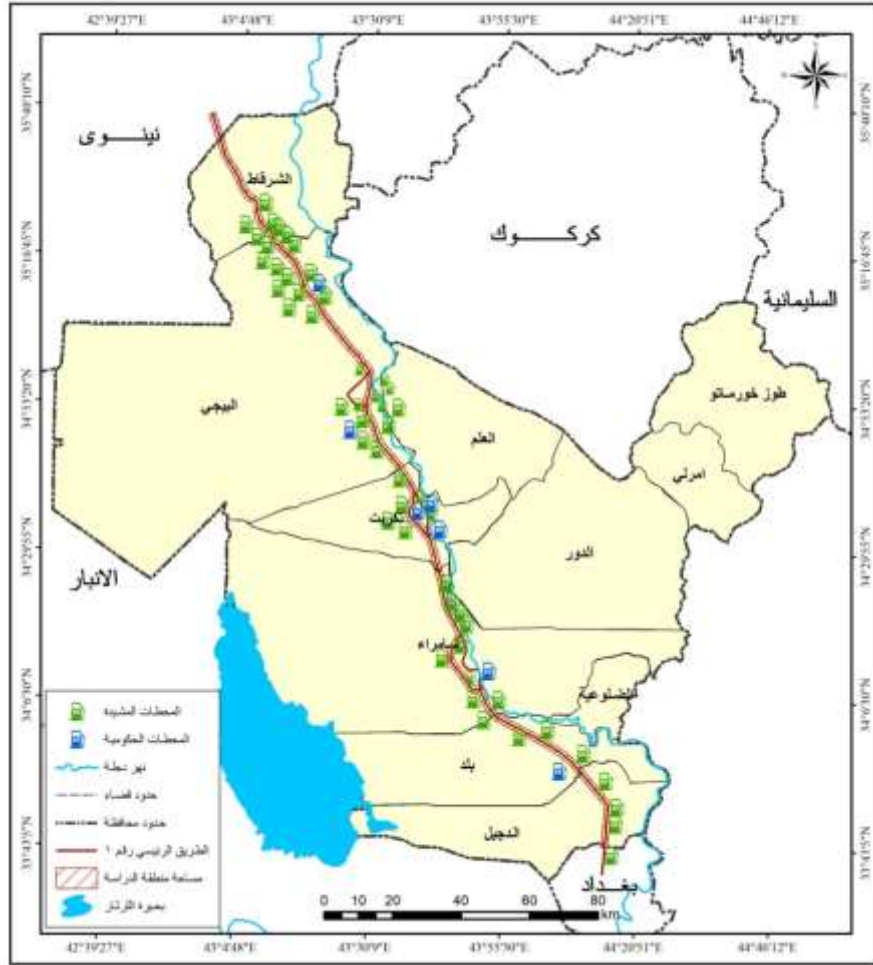 42°39'27"E 43°4'48"E 43°30'9"E 43°55'30"E 44°20'51"E 44°46'12"E
نينوى
الشرقاط
كركوك
السليمانية
طوز خورماتو
البيجي
العلم
امرلي
تكريت
الدور
الانبار
سامراء
الضلوعية
بلد
الدجيل
بغداد
المحطات المشيدة
المحطات الحكومية
نهر دجلة
حدود قضاء
حدود محافظة
الطريق الرئيسي رقم ١
مساحة منطقة الدراسة
بحيرة الثرثار
0 10 20 40 60 80
km
42°39'27"E 43°4'48"E 43°30'9"E 43°55'30"E 44°20'51"E 44°46'12"E